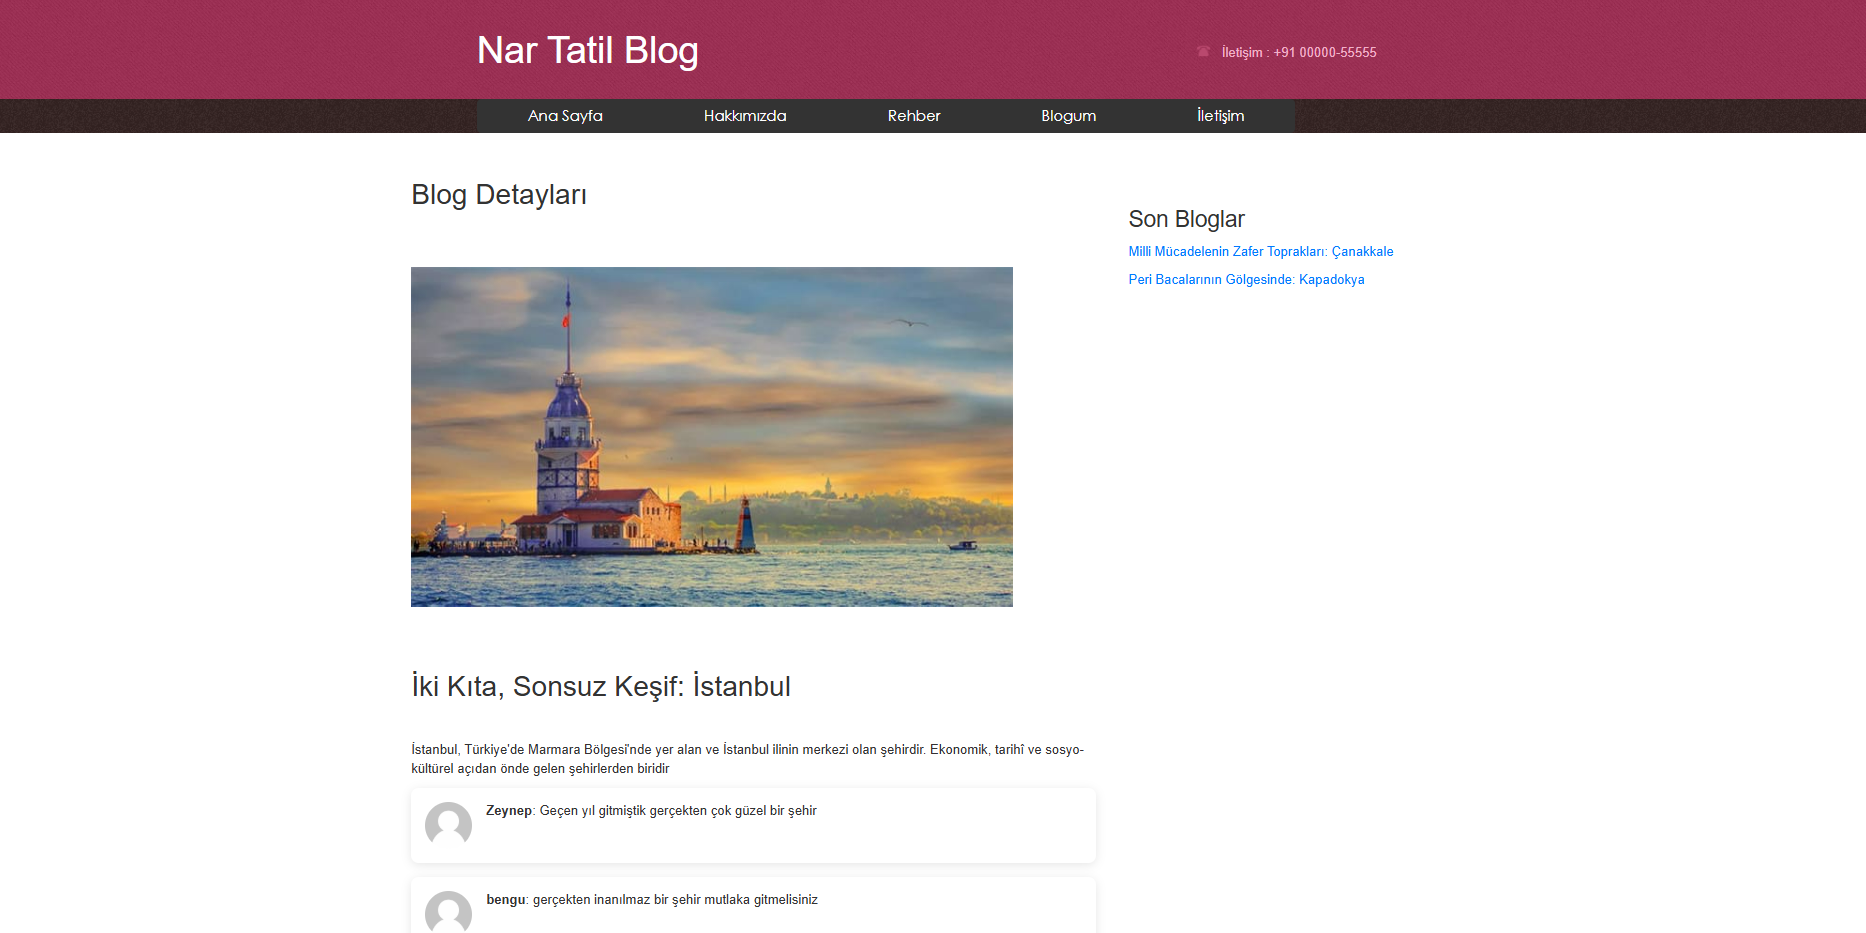 Nar Tatil Blog
İletişim : +91 00000-55555
Ana Sayfa
Hakkımızda
Rehber
Blogum
İletişim
Blog Detayları
Son Bloglar
Milli Mücadelenin Zafer Toprakları: Çanakkale
Peri Bacalarının Gölgesinde: Kapadokya
İki Kıta, Sonsuz Keşif: İstanbul
İstanbul, Türkiye'de Marmara Bölgesi'nde yer alan ve İstanbul ilinin merkezi olan şehirdir. Ekonomik, tarihî ve sosyo-
kültürel açıdan önde gelen şehirlerden biridir
Zeynep: Geçen yıl gitmiştik gerçekten çok güzel bir şehir
bengu: gerçekten inanılmaz bir şehir mutlaka gitmelisiniz